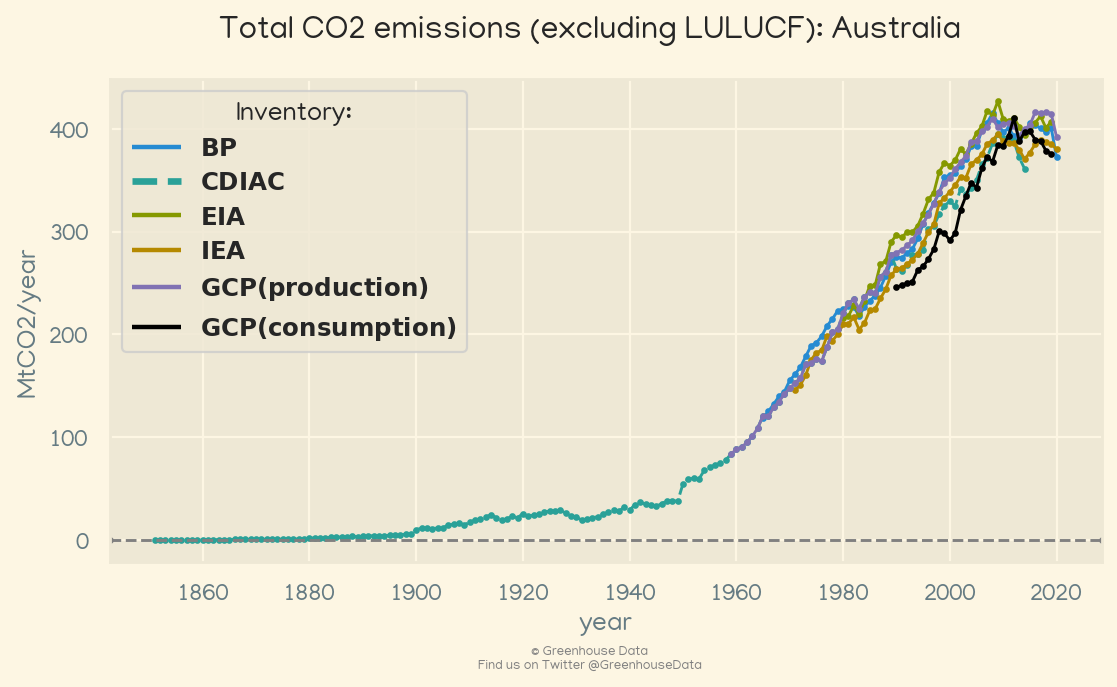 Total CO2 emissions (excluding LULUCF): Australia
Inventory:
BP
CDIAC
EIA
IEA
GCP(production)
GCP(consumption)
MtCO2/year
400
300
200
100
0
1860 1880 1900 1920 1940 1960 1980 2000 2020
year
© Greenhouse Data
Find us on Twitter @GreenhouseData